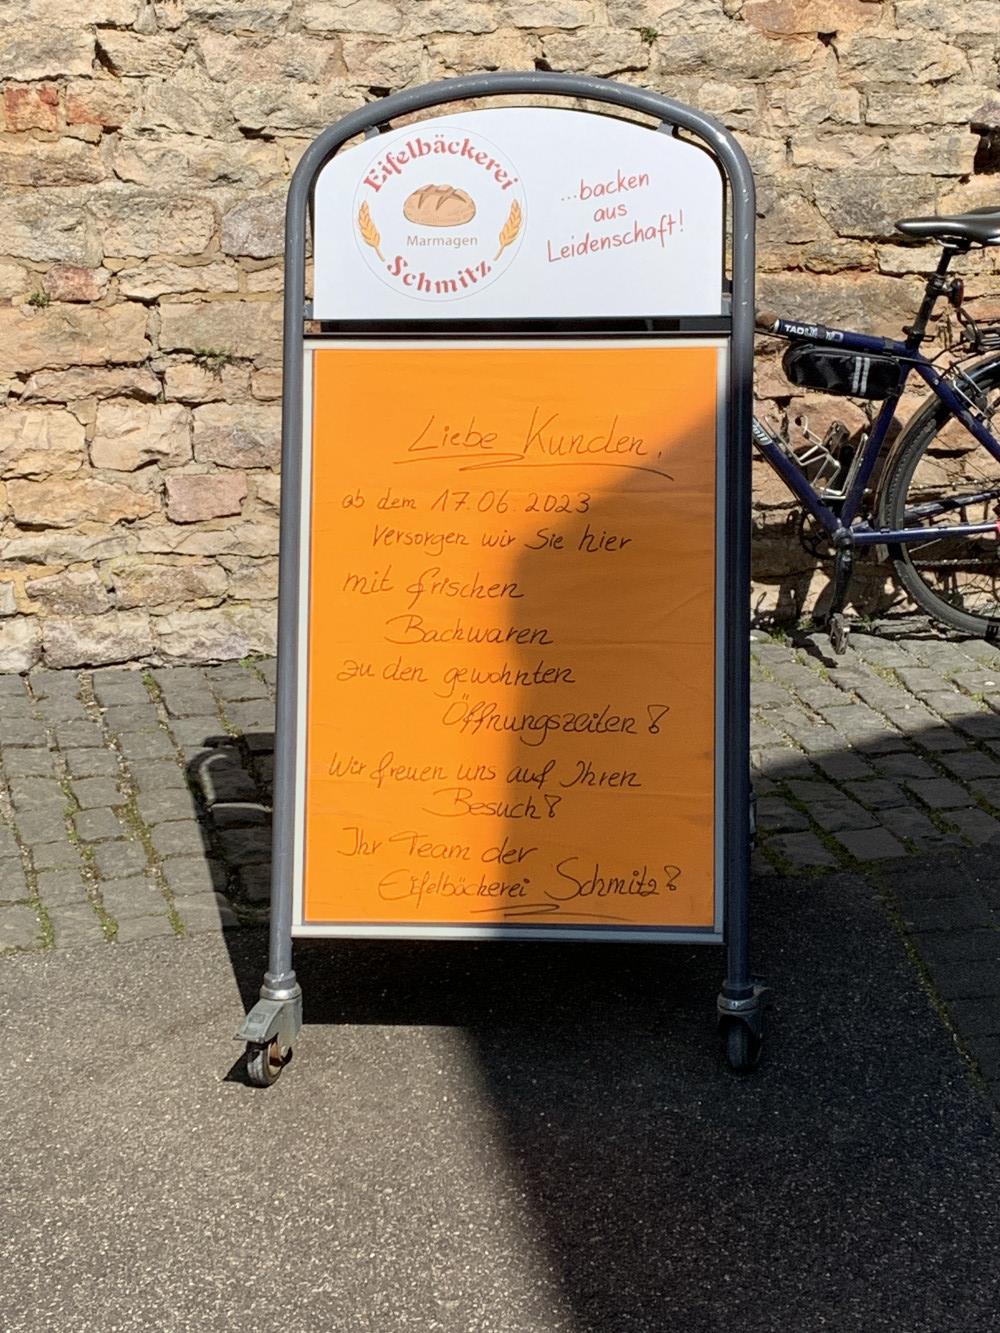 Eifelbäckerei
Marmagen
Schmitz
...backen
aus
Leidenschaft!
Liebe Kunden,
ab dem 17.06.2023
versorgen wir Sie hier
mit frischen
Backwaren
zu den gewohnten
Öffnungszeiten!
Wir freuen uns auf Ihren
Besuch!
Ihr Team der
Eifelbäckerei Schmitz!